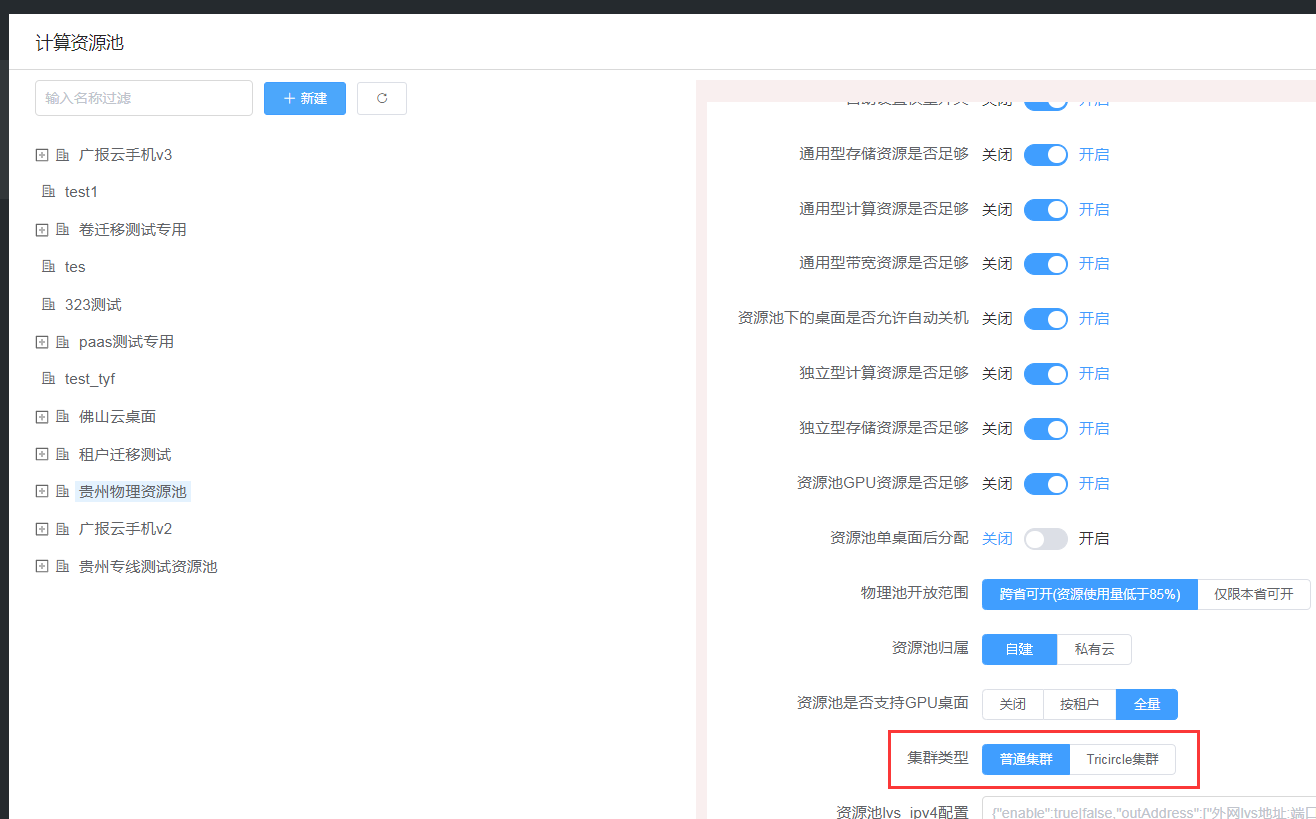 计算资源池
输入名称过滤
新建
广报云手机v3
test1
卷迁移测试专用
tes
323测试
paas测试专用
test_tyf
佛山云桌面
租户迁移测试
贵州物理资源池
广报云手机v2
贵州专线测试资源池
关闭 开启
通用型存储资源是否足够 关闭 开启
通用型计算资源是否足够 关闭 开启
通用型带宽资源是否足够 关闭 开启
资源池下的桌面是否允许自动关机 关闭 开启
独立型计算资源是否足够 关闭 开启
独立型存储资源是否足够 关闭 开启
资源池GPU资源是否足够 关闭 开启
资源池单桌面后分配 关闭 开启
物理池开放范围 跨省可开(资源使用量低于85%) 仅限本省可开
资源池归属 自建 私有云
资源池是否支持GPU桌面 关闭 按租户 全量
集群类型 普通集群 Tricircle集群
资源池lvs_ipv4配置 {"enable":true|false,"outAddress":["外网lvs地址:端口